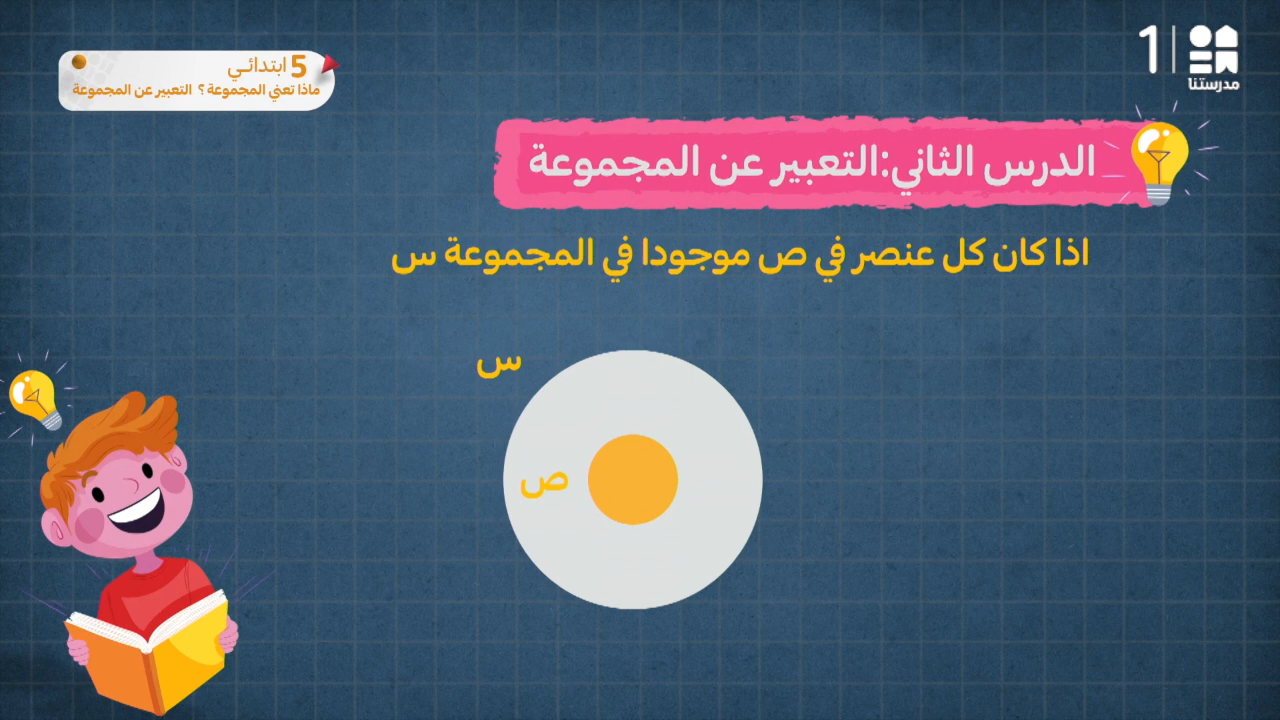 1
مدرستنا
5 ابتدائي
ماذا تعني المجموعة ؟ التعبير عن المجموعة
الدرس الثاني:التعبير عن المجموعة
اذا كان كل عنصر في ص موجودا في المجموعة س
س
ص